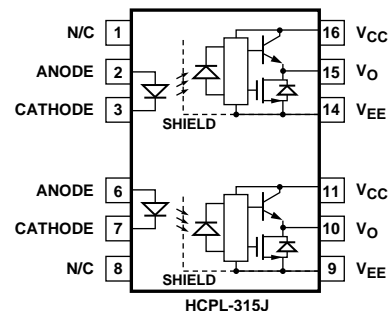 N/C 1 16 VCC
ANODE 2 15 VO
CATHODE 3 14 VEE
SHIELD
ANODE 6 11 VCC
CATHODE 7 10 VO
N/C 8 9 VEE
SHIELD
HCPL-315J